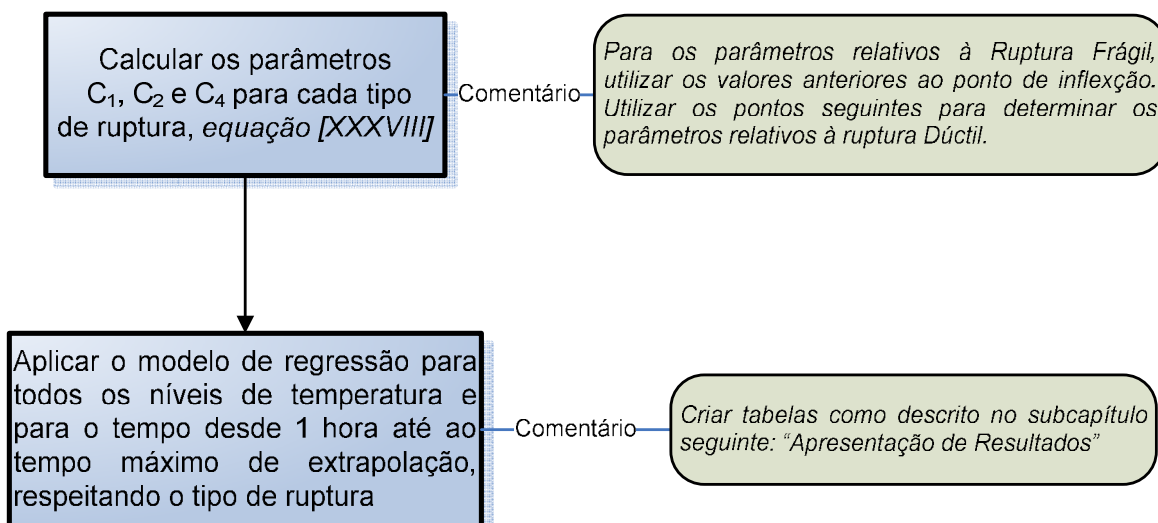 Calcular os parâmetros
C₁, C₂ e C₄ para cada tipo
de ruptura, equação [XXXVIII]
Comentário
Para os parâmetros relativos à Ruptura Frágil,
utilizar os valores anteriores ao ponto de inflexção.
Utilizar os pontos seguintes para determinar os
parâmetros relativos à ruptura Dúctil.
Aplicar o modelo de regressão para
todos os níveis de temperatura e
para o tempo desde 1 hora até ao
tempo máximo de extrapolação,
respeitando o tipo de ruptura
Comentário
Criar tabelas como descrito no subcapítulo
seguinte: “Apresentação de Resultados”